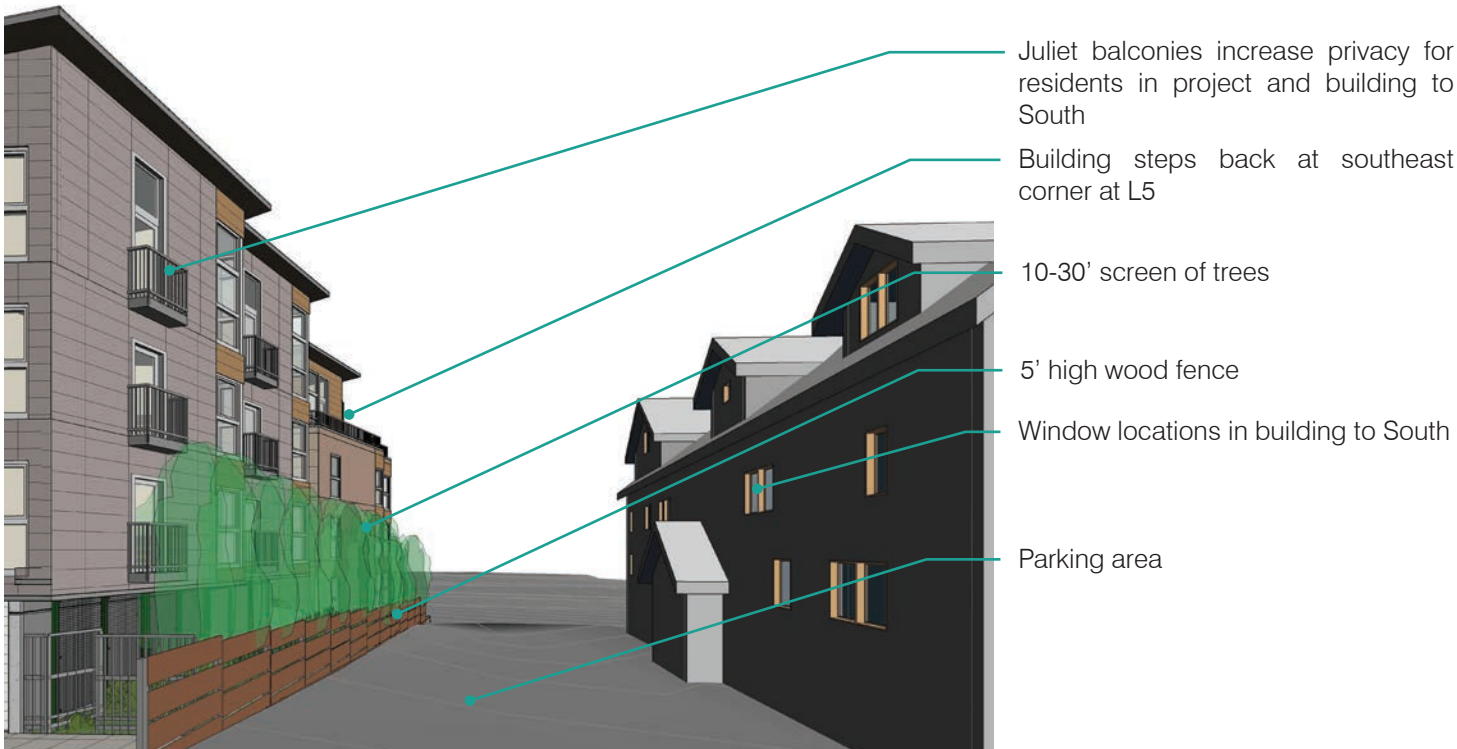 Juliet balconies increase privacy for
residents in project and building to
South
Building steps back at southeast
corner at L5
10-30’ screen of trees
5’ high wood fence
Window locations in building to South
Parking area